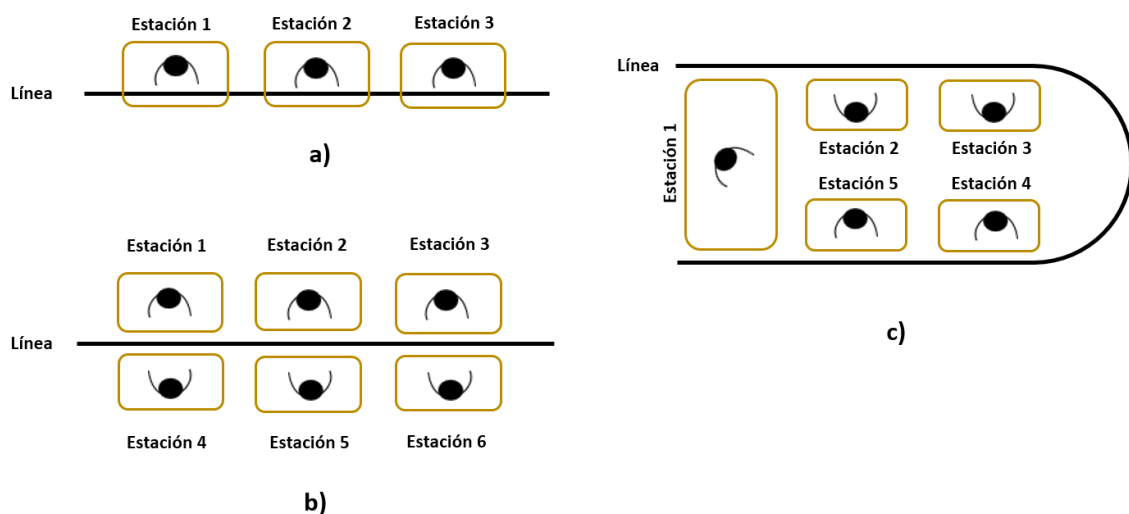 Estación 1
Estación 2
Estación 3
Línea
a)
Estación 1
Estación 2
Estación 3
Línea
Estación 4
Estación 5
Estación 6
b)
Línea
Estación 1
Estación 2
Estación 3
Estación 5
Estación 4
c)